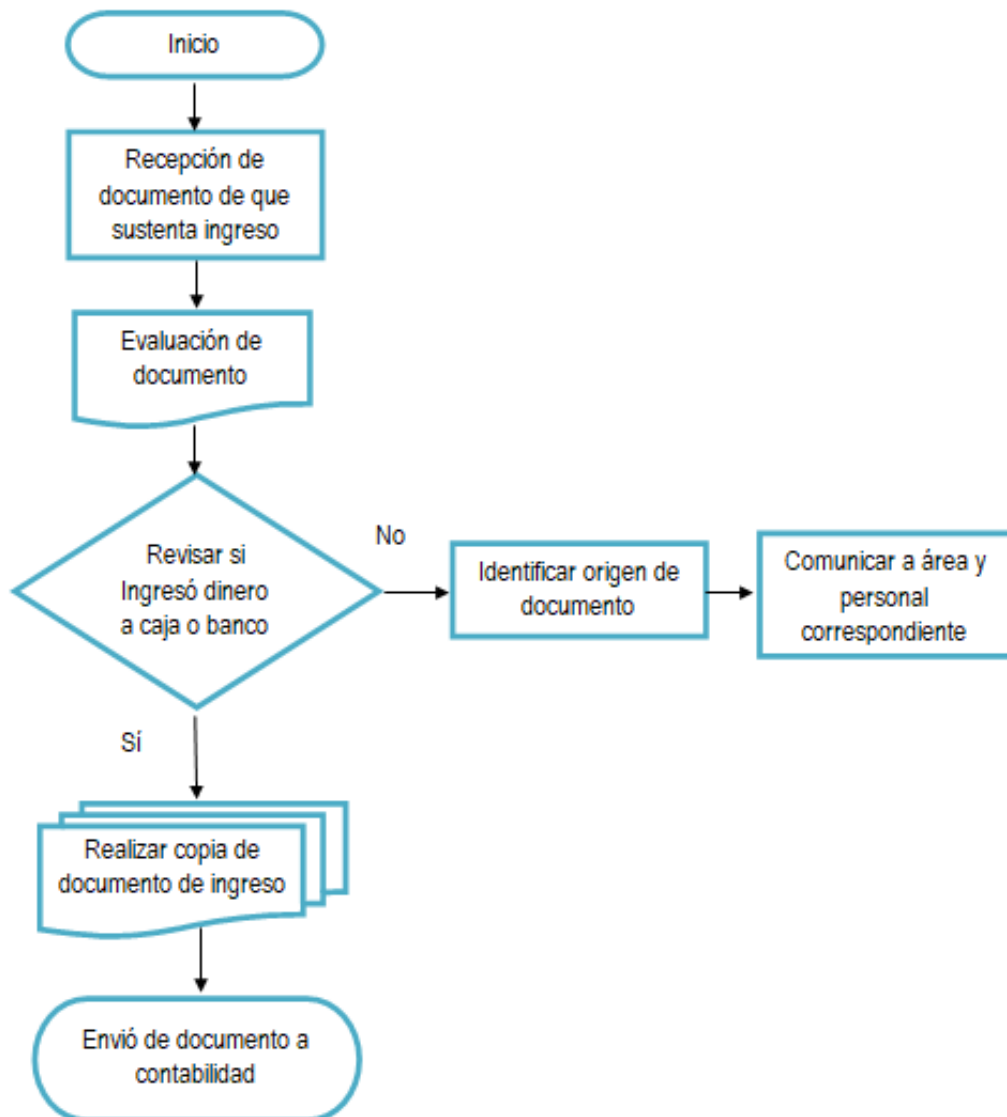 Inicio
Recepción de
documento de que
sustenta ingreso
Evaluación de
documento
Revisar si
Ingresó dinero
a caja o banco
No
Identificar origen de
documento
Comunicar a área y
personal
correspondiente
Sí
Realizar copia de
documento de ingreso
Envió de documento a
contabilidad